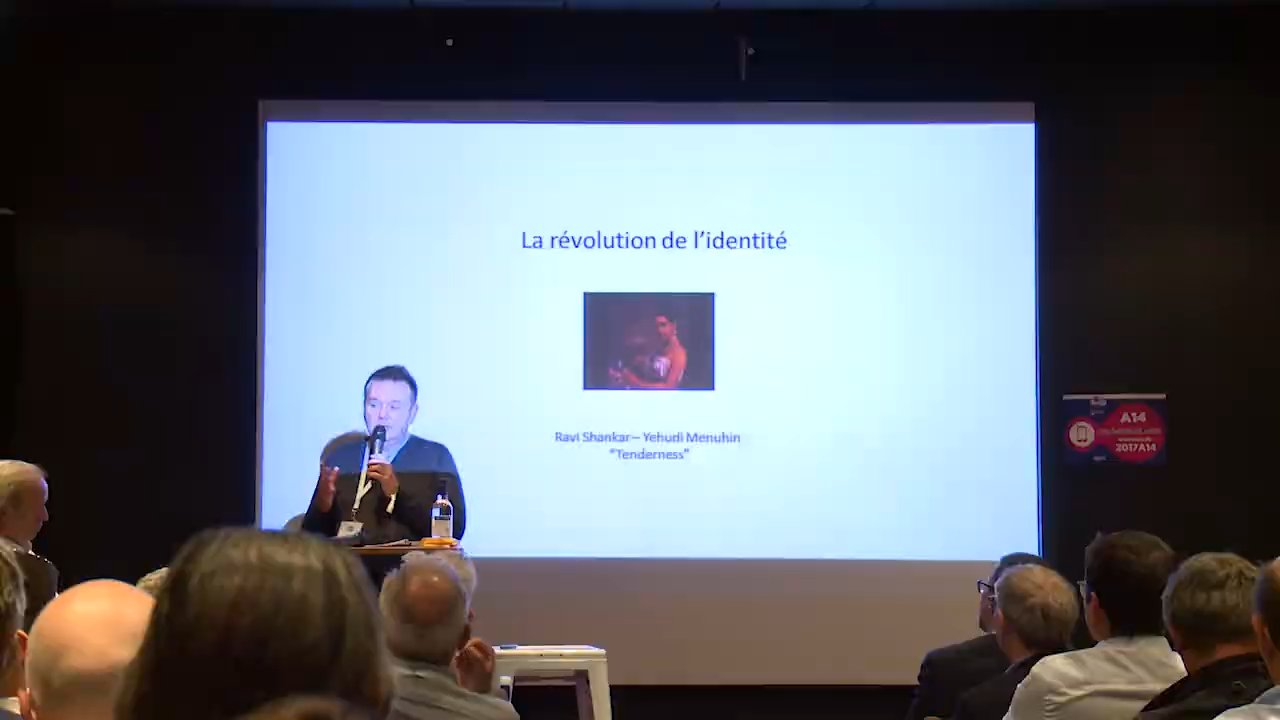 La révolution de l'identité
Ravi Shankar – Yehudi Menuhin
"Tenderness"
A14
2017A14